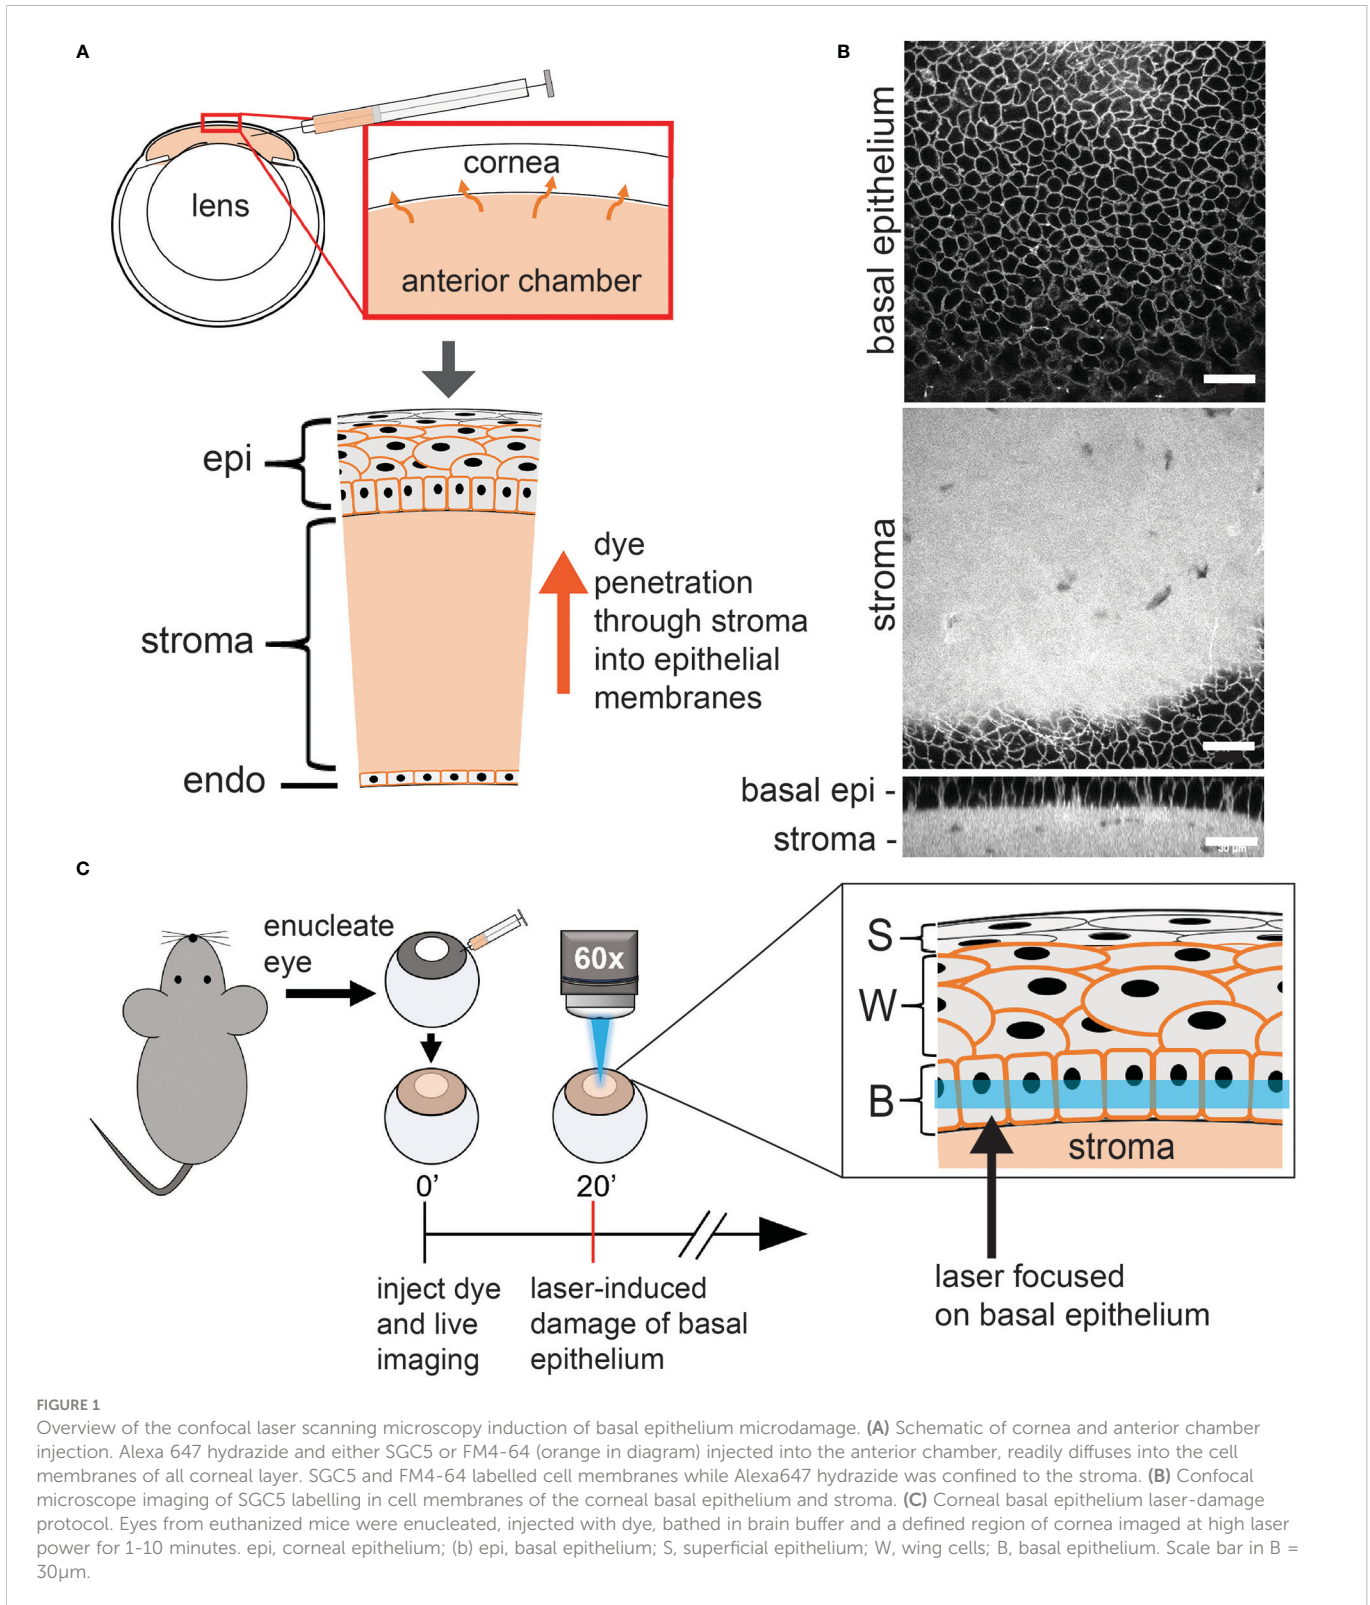 A
lens
cornea
anterior chamber
epi
stroma
endo
dye
penetration
through stroma
into epithelial
membranes
B
basal epithelium
stroma
basal epi -
stroma -
30 µm
C
enucleate
eye
60x
0’
20’
inject dye
and live
imaging
laser-induced
damage of basal
epithelium
S
W
B
stroma
laser focused
on basal epithelium
FIGURE 1
Overview of the confocal laser scanning microscopy induction of basal epithelium microdamage. (A) Schematic of cornea and anterior chamber
injection. Alexa 647 hydrazide and either SGC5 or FM4-64 (orange in diagram) injected into the anterior chamber, readily diffuses into the cell
membranes of all corneal layer. SGC5 and FM4-64 labelled cell membranes while Alexa647 hydrazide was confined to the stroma. (B) Confocal
microscope imaging of SGC5 labelling in cell membranes of the corneal basal epithelium and stroma. (C) Corneal basal epithelium laser-damage
protocol. Eyes from euthanized mice were enucleated, injected with dye, bathed in brain buffer and a defined region of cornea imaged at high laser
power for 1-10 minutes. epi, corneal epithelium; (b) epi, basal epithelium; S, superficial epithelium; W, wing cells; B, basal epithelium. Scale bar in B =
30µm.